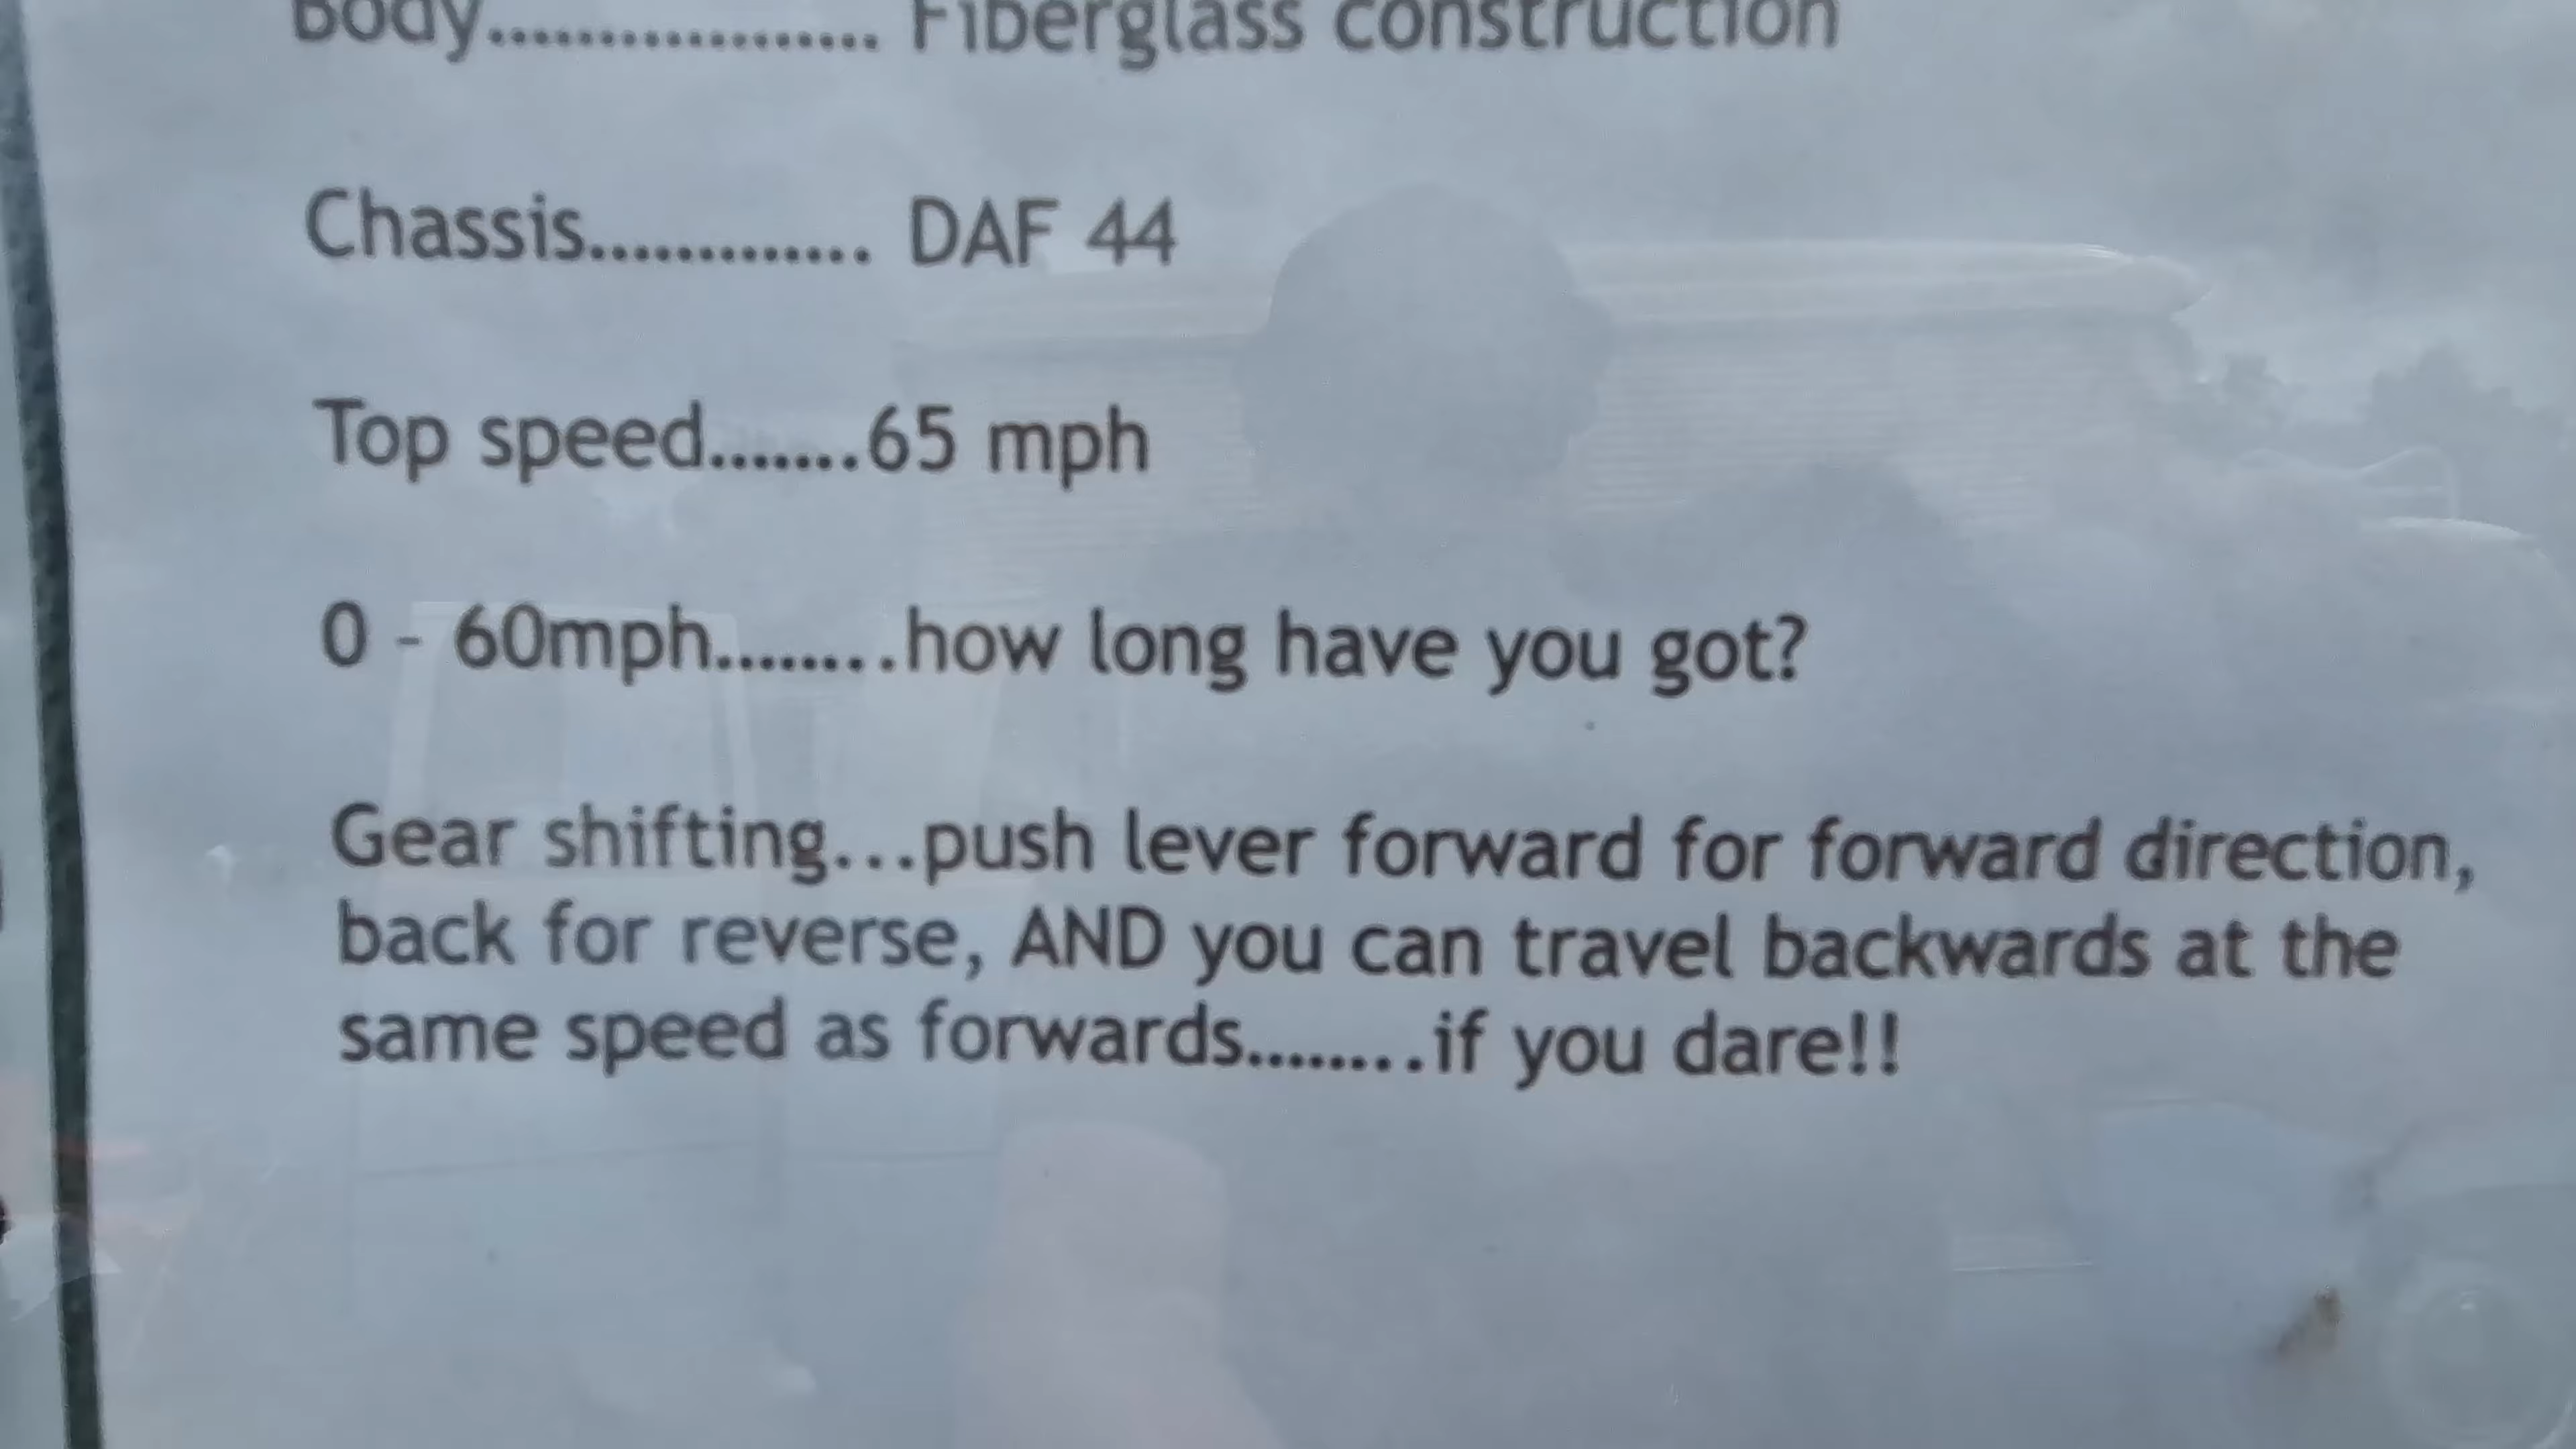 Body.................. Fiberglass construction
Chassis............. DAF 44
Top speed.......65 mph
0 - 60mph........how long have you got?
Gear shifting...push lever forward for forward direction,
back for reverse, AND you can travel backwards at the
same speed as forwards........if you dare!!